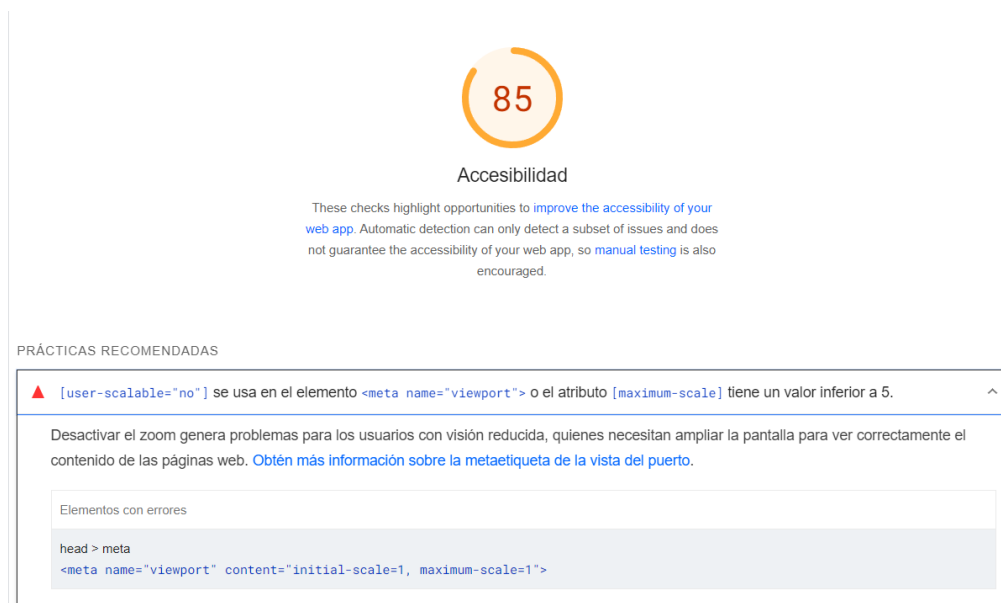 85
Accesibilidad
These checks highlight opportunities to improve the accessibility of your
web app. Automatic detection can only detect a subset of issues and does
not guarantee the accessibility of your web app, so manual testing is also
encouraged.
PRÁCTICAS RECOMENDADAS
[user-scalable="no"] se usa en el elemento <meta name="viewport"> o el atributo [maximum-scale] tiene un valor inferior a 5.
Desactivar el zoom genera problemas para los usuarios con visión reducida, quienes necesitan ampliar la pantalla para ver correctamente el
contenido de las páginas web. Obtén más información sobre la metaetiqueta de la vista del puerto.
Elementos con errores
head > meta
<meta name="viewport" content="initial-scale=1, maximum-scale=1">